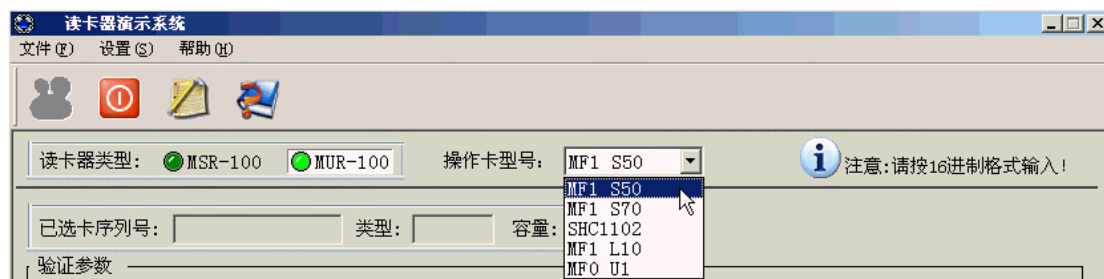 读卡器演示系统
文件(F) 设置(S) 帮助(H)
读卡器类型: MSR-100 MUR-100 操作卡型号: MF1 S50 注意:请按16进制格式输入!
MF1 S50
MF1 S70
已选卡序列号: 类型: 容量: SHC1102
MF1 L10
验证参数 MF0 U1